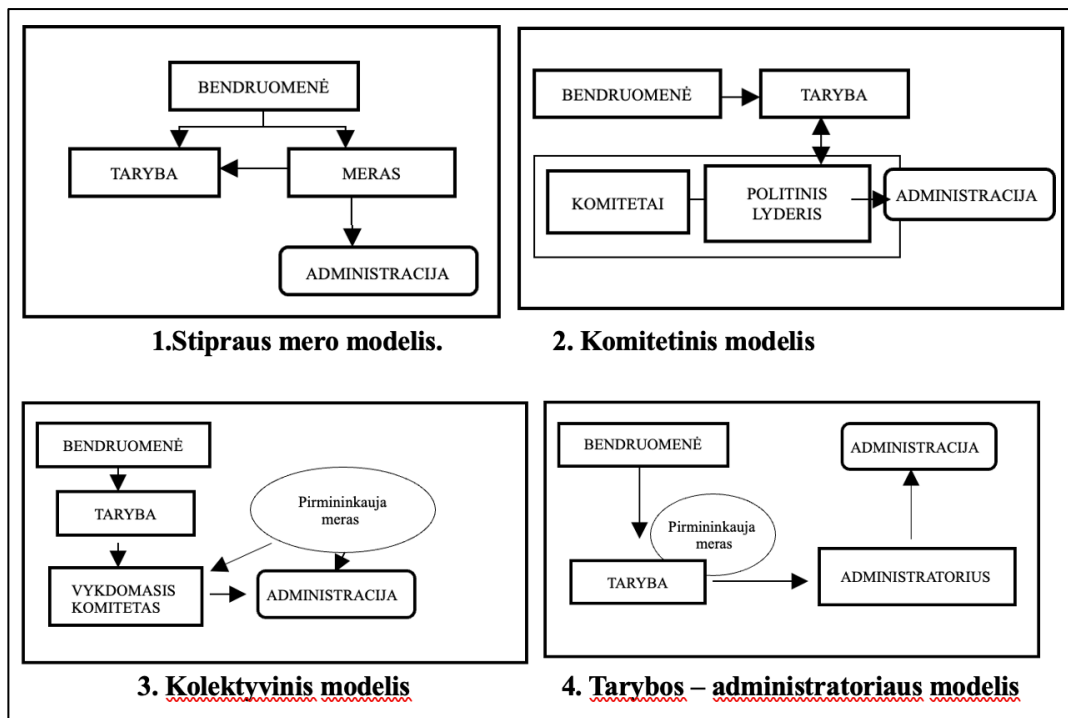 BENDRUOMENĖ
TARYBA
MERAS
ADMINISTRACIJA
1.Stipraus mero modelis.
BENDRUOMENĖ
TARYBA
KOMITETAI
POLITINIS
LYDERIS
ADMINISTRACIJA
2. Komitetinis modelis
BENDRUOMENĖ
TARYBA
VYKDOMASIS
KOMITETAS
Pirmininkauja
meras
ADMINISTRACIJA
3. Kolektyvinis modelis
BENDRUOMENĖ
ADMINISTRACIJA
Pirmininkauja
meras
TARYBA
ADMINISTRATORIUS
4. Tarybos – administratoriaus modelis